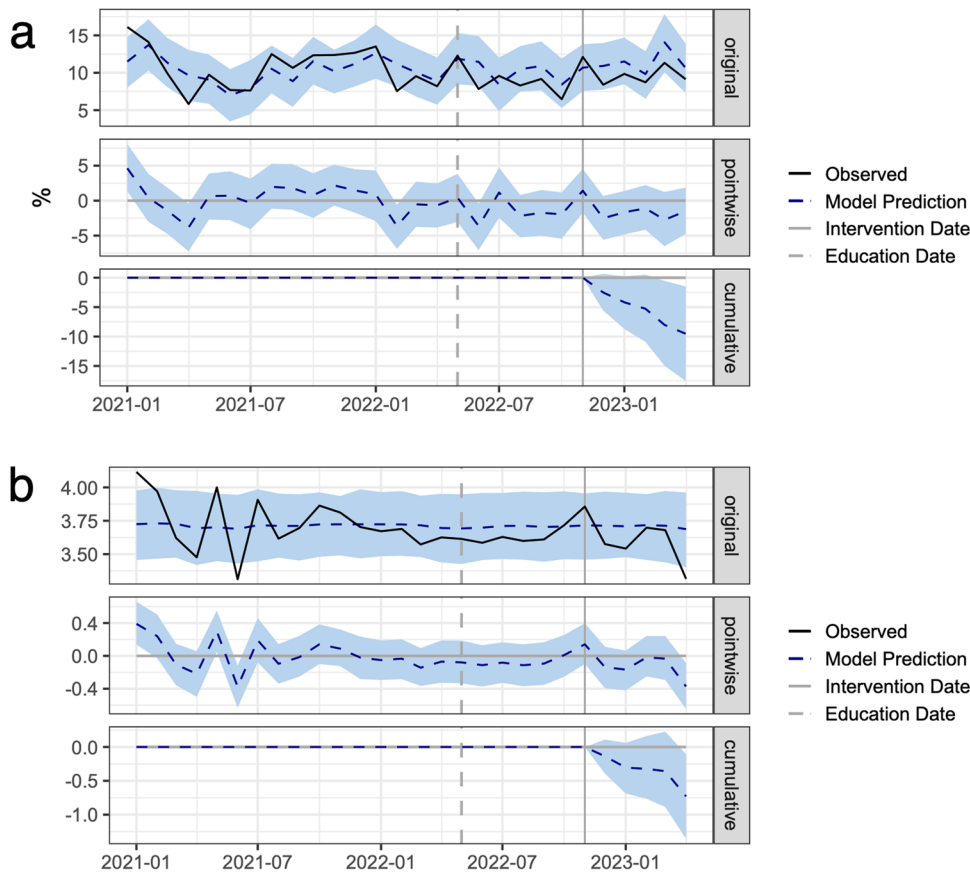 a
15
10
5
original
5
0
-5
pointwise
%
0
-5
-10
-15
cumulative
2021-01 2021-07 2022-01 2022-07 2023-01
Observed
Model Prediction
Intervention Date
Education Date
b
4.00
3.75
3.50
original
0.4
0.0
-0.4
pointwise
0.0
-0.5
-1.0
cumulative
2021-01 2021-07 2022-01 2022-07 2023-01
Observed
Model Prediction
Intervention Date
Education Date